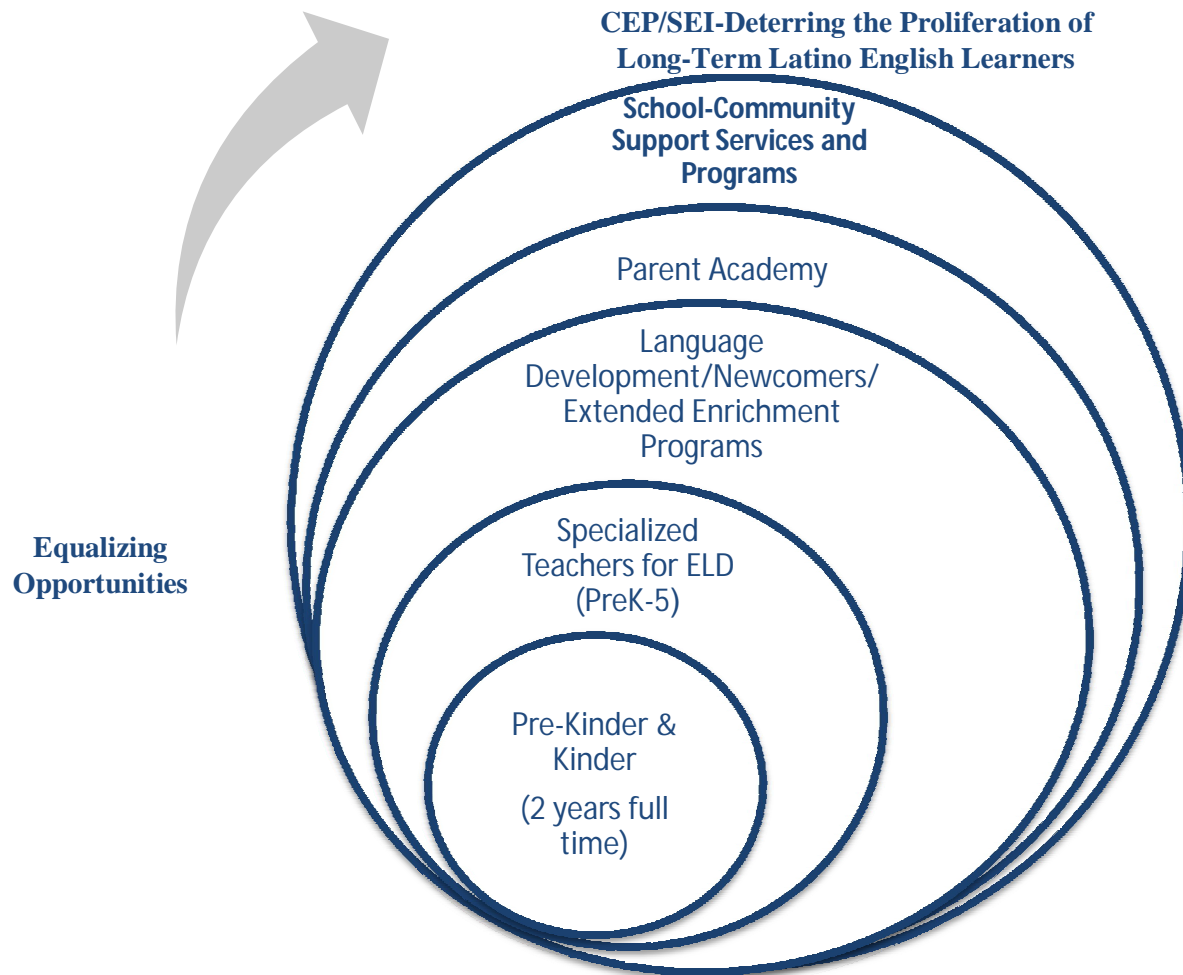 CEP/SEI-Deterring the Proliferation of
Long-Term Latino English Learners
School-Community
Support Services and
Programs
Parent Academy
Language
Development/Newcomers/
Extended Enrichment
Programs
Specialized
Teachers for ELD
(PreK-5)
Equalizing
Opportunities
Pre-Kinder &
Kinder
(2 years full
time)